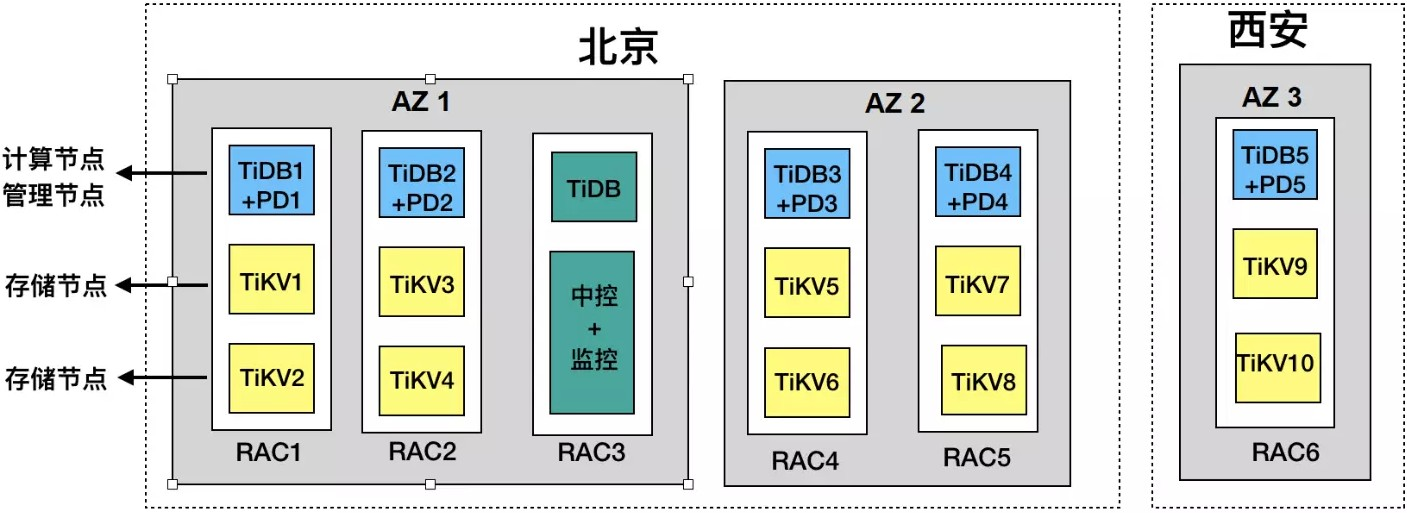 北京
西安
AZ 1
AZ 2
AZ 3
计算节点
管理节点
存储节点
存储节点
TiDB1
+PD1
TiKV1
TiKV2
RAC1
TiDB2
+PD2
TiKV3
TiKV4
RAC2
TiDB
中控
+
监控
RAC3
TiDB3
+PD3
TiKV5
TiKV6
RAC4
TiDB4
+PD4
TiKV7
TiKV8
RAC5
TiDB5
+PD5
TiKV9
TiKV10
RAC6